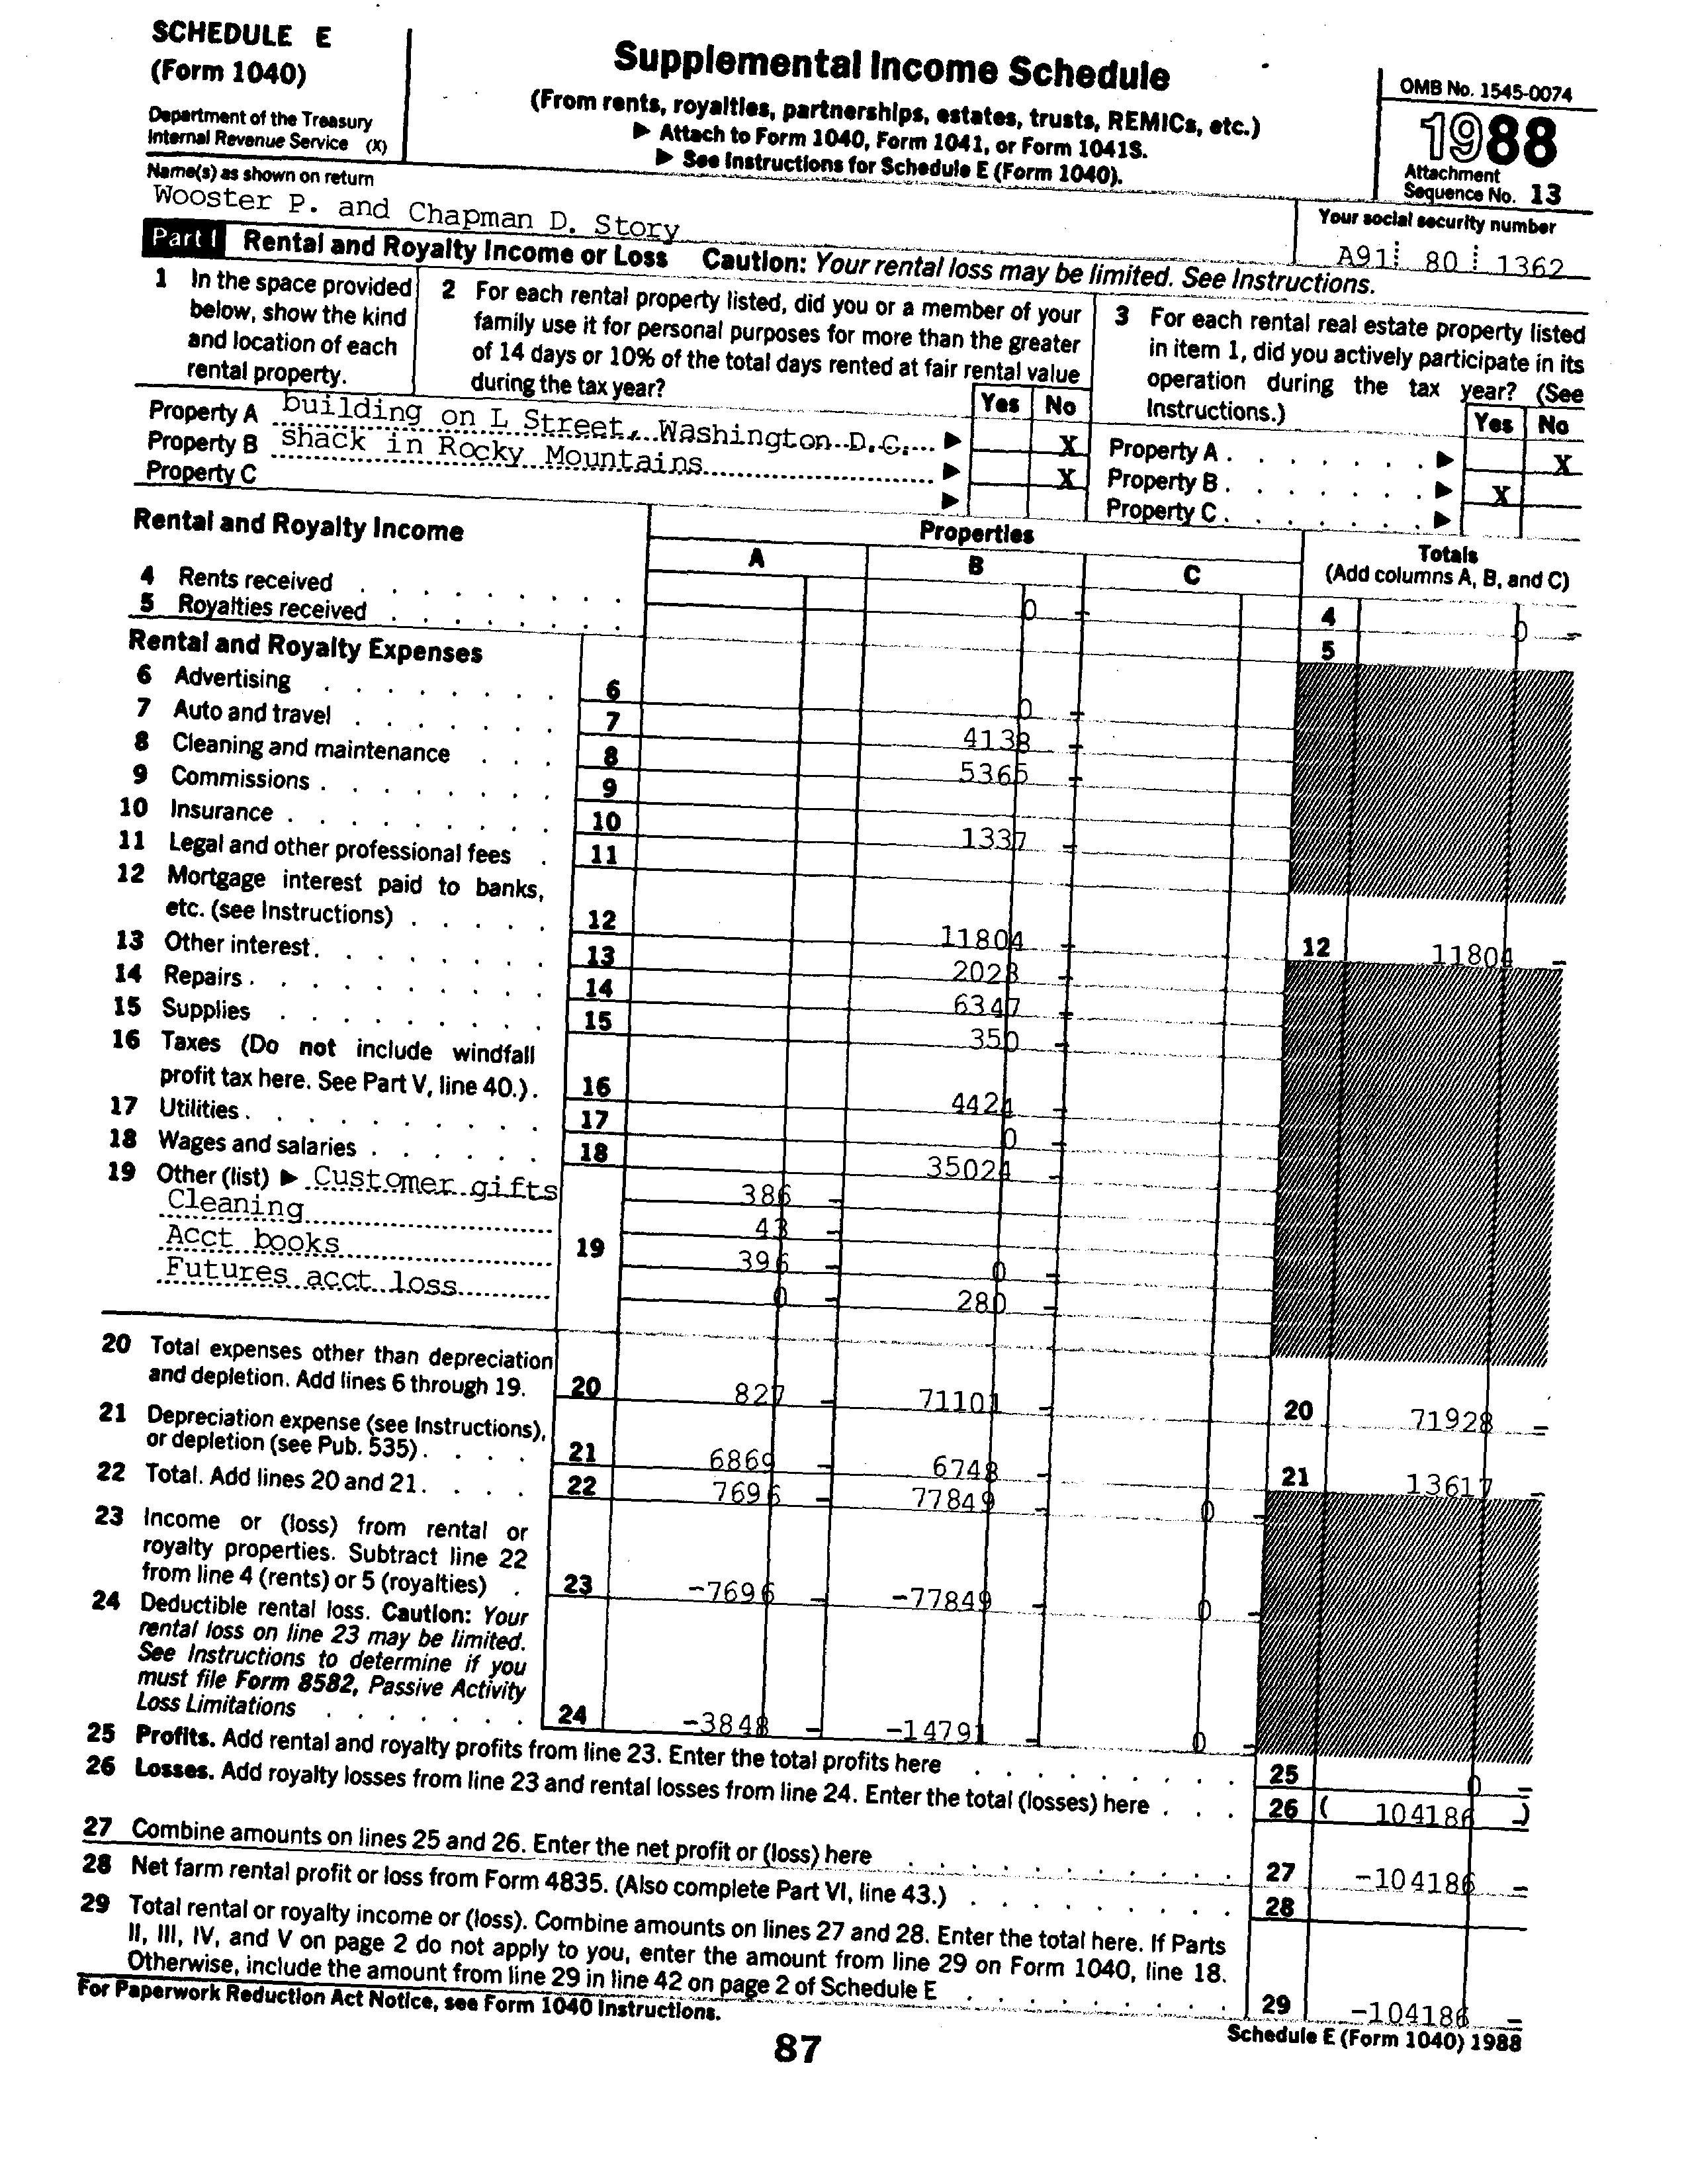 SCHEDULE E
(Form 1040)
Department of the Treasury
Internal Revenue Service (X)
Supplemental Income Schedule
(From rents, royalties, partnerships, estates, trusts, REMICs, etc.)
▶ Attach to Form 1040, Form 1041, or Form 1041S.
▶ See Instructions for Schedule E (Form 1040).
OMB No. 1545-0074
1988
Attachment
Sequence No. 13
Name(s) as shown on return
Wooster P. and Chapman D. Story
Your social security number
A91 80 1362
Part I Rental and Royalty Income or Loss Caution: Your rental loss may be limited. See Instructions.
1 In the space provided
below, show the kind
and location of each
rental property.
2 For each rental property listed, did you or a member of your
family use it for personal purposes for more than the greater
of 14 days or 10% of the total days rented at fair rental value
during the tax year?
Yes No
3 For each rental real estate property listed
in item 1, did you actively participate in its
operation during the tax year? (See
Instructions.)
Yes No
Property A building on L Street, Washington D.C. ▶ X
Property B shack in Rocky Mountains ▶ X
Property C ▶
Property A . . . . . . . ▶ X
Property B . . . . . . . ▶ X
Property C . . . . . . . ▶
Rental and Royalty Income
Properties
A B C
Totals
(Add columns A, B, and C)
4 Rents received 0 - 4 0 -
5 Royalties received 5
Rental and Royalty Expenses
6 Advertising 6 0 -
7 Auto and travel 7 4138 -
8 Cleaning and maintenance 8 5365 -
9 Commissions 9
10 Insurance 10 1337 -
11 Legal and other professional fees 11
12 Mortgage interest paid to banks,
etc. (see Instructions) 12 11804 - 12 11804 -
13 Other interest 13 2028 -
14 Repairs 14 6347 -
15 Supplies 15 350 -
16 Taxes (Do not include windfall
profit tax here. See Part V, line 40.) 16 4424 -
17 Utilities 17 0 -
18 Wages and salaries 18 35024 -
19 Other (list) ▶ Customer gifts 386 -
Cleaning 43 -
Acct books 19 396 - 0 -
Futures acct loss 0 - 280 -
20 Total expenses other than depreciation
and depletion. Add lines 6 through 19. 20 827 - 71101 - 20 71928 -
21 Depreciation expense (see Instructions),
or depletion (see Pub. 535) 21 6869 - 6748 - 21 13617 -
22 Total. Add lines 20 and 21 22 7696 - 77849 - 0 -
23 Income or (loss) from rental or
royalty properties. Subtract line 22
from line 4 (rents) or 5 (royalties) 23 -7696 - -77849 - 0 -
24 Deductible rental loss. Caution: Your
rental loss on line 23 may be limited.
See Instructions to determine if you
must file Form 8582, Passive Activity
Loss Limitations 24 -3848 - -14791 - 0 -
25 Profits. Add rental and royalty profits from line 23. Enter the total profits here 25 0 -
26 Losses. Add royalty losses from line 23 and rental losses from line 24. Enter the total (losses) here 26 ( 104186 - )
27 Combine amounts on lines 25 and 26. Enter the net profit or (loss) here 27 -104186 -
28 Net farm rental profit or loss from Form 4835. (Also complete Part VI, line 43.) 28
29 Total rental or royalty income or (loss). Combine amounts on lines 27 and 28. Enter the total here. If Parts
II, III, IV, and V on page 2 do not apply to you, enter the amount from line 29 on Form 1040, line 18.
Otherwise, include the amount from line 29 in line 42 on page 2 of Schedule E 29 -104186 -
For Paperwork Reduction Act Notice, see Form 1040 Instructions.
87
Schedule E (Form 1040) 1988